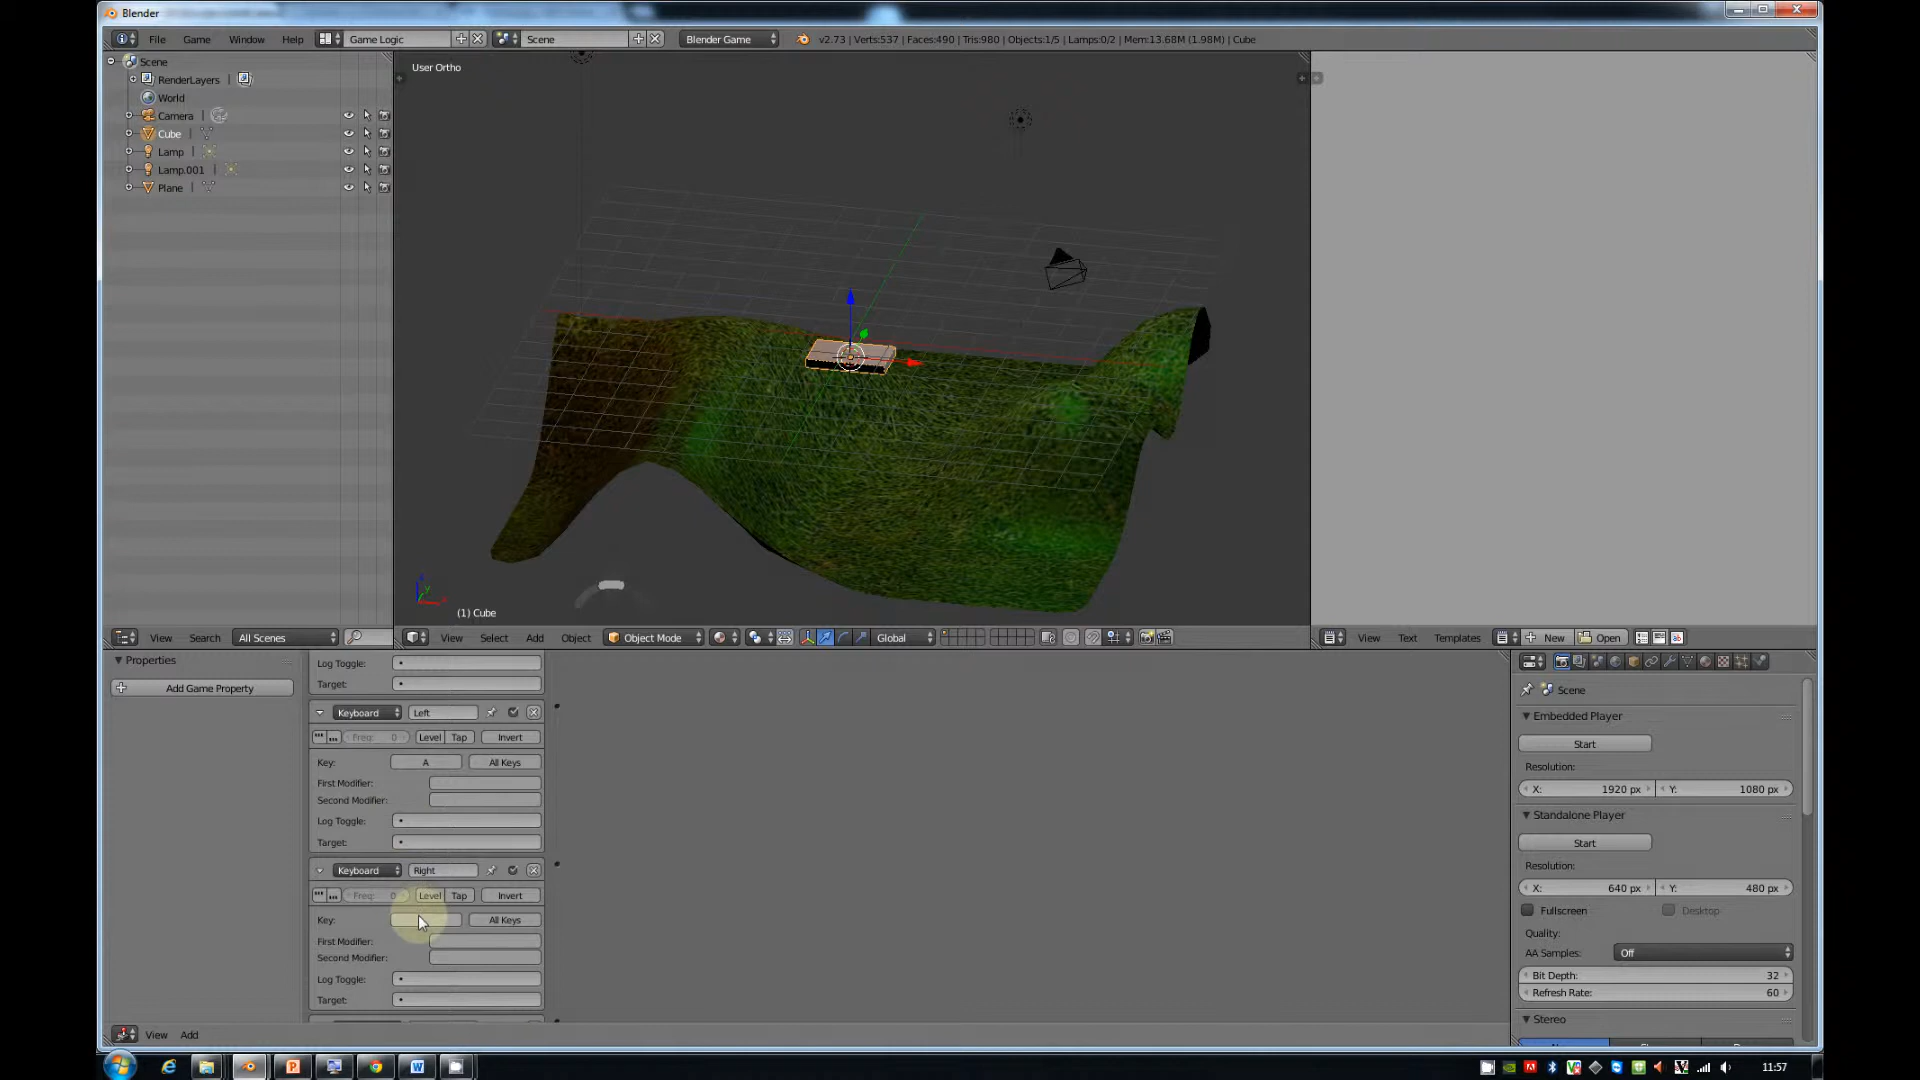 Blender
File Game Window Help Game Logic Scene Blender Game v2.73 | Verts:537 | Faces:490 | Tris:980 | Objects:1/5 | Lamps:0/2 | Mem:13.68M (1.98M) | Cube
Scene
RenderLayers |
World
Camera
Cube
Lamp |
Lamp.001 |
Plane |
User Ortho
(1) Cube
View Search All Scenes
View Select Add Object Object Mode Global
View Text Templates New Open
Properties
Add Game Property
Log Toggle:
Target:
Keyboard Left
Freq: 0 Level Tap Invert
Key: A All Keys
First Modifier:
Second Modifier:
Log Toggle:
Target:
Keyboard Right
Freq: 0 Level Tap Invert
Key: All Keys
First Modifier:
Second Modifier:
Log Toggle:
Target:
View Add
Scene
Embedded Player
Start
Resolution:
X: 1920 px Y: 1080 px
Standalone Player
Start
Resolution:
X: 640 px Y: 480 px
Fullscreen Desktop
Quality:
AA Samples: Off
Bit Depth: 32
Refresh Rate: 60
Stereo
11:57